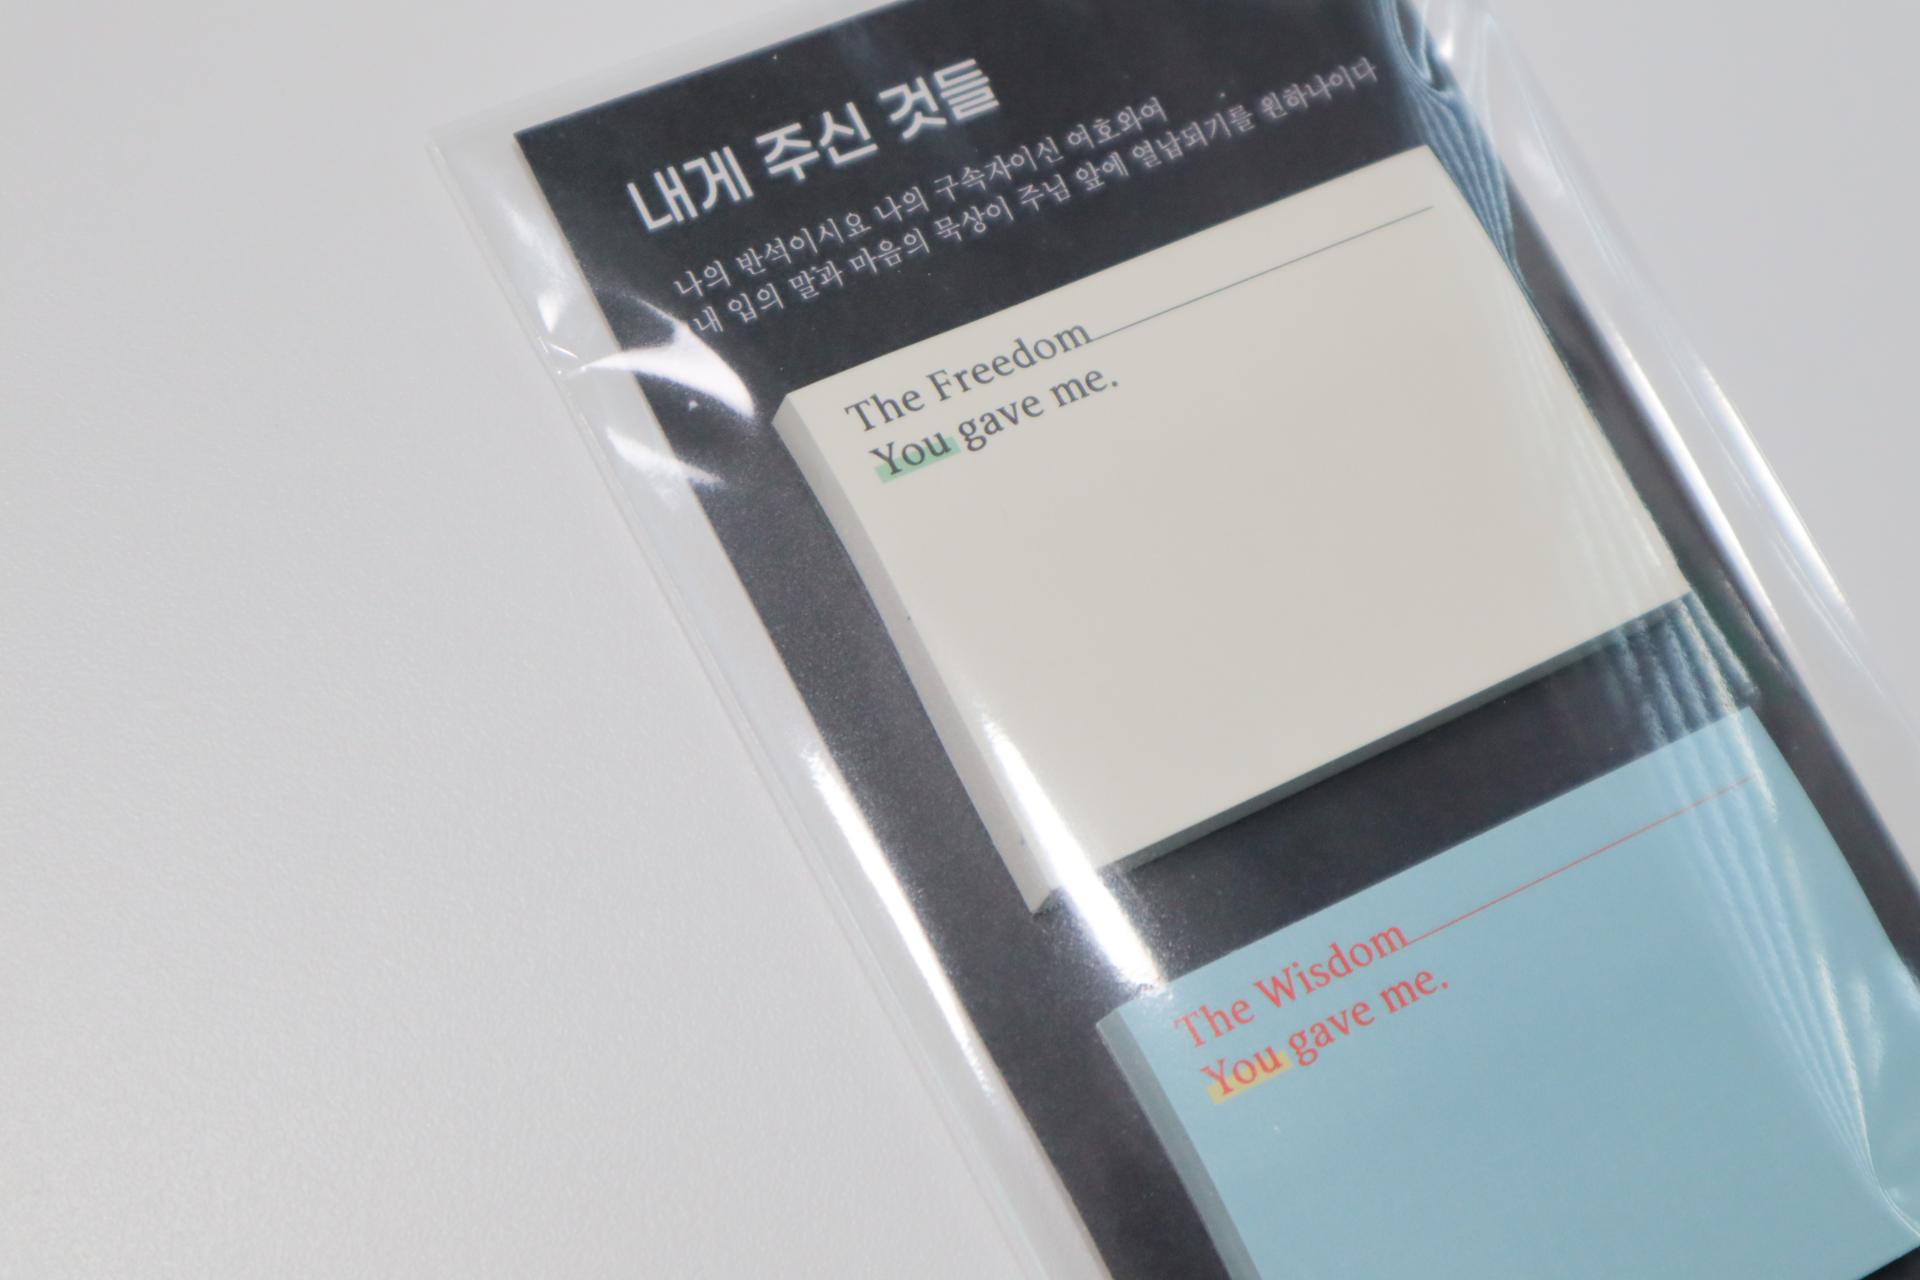 내게 주신 것들
나의 반석이시요 나의 구속자이신 여호와여
내 입의 말과 마음의 묵상이 주님 앞에 열납되기를 원하나이다
The Freedom
You gave me.
The Wisdom
You gave me.